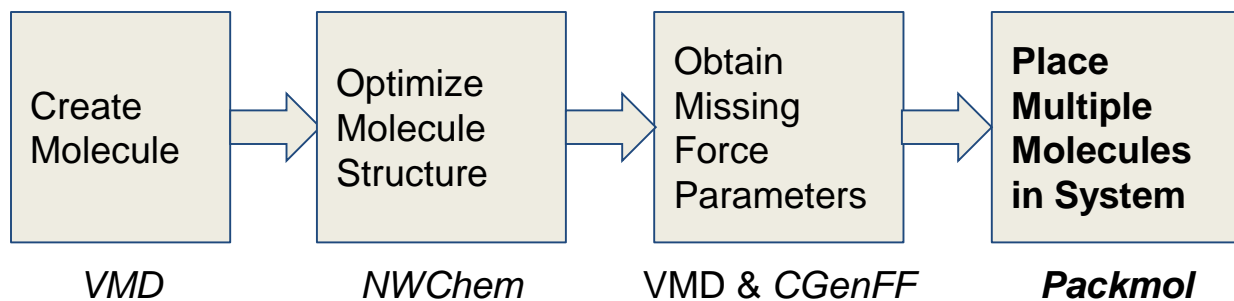 Create
Molecule
Optimize
Molecule
Structure
Obtain
Missing
Force
Parameters
Place
Multiple
Molecules
in System
VMD
NWChem
VMD & CGenFF
Packmol